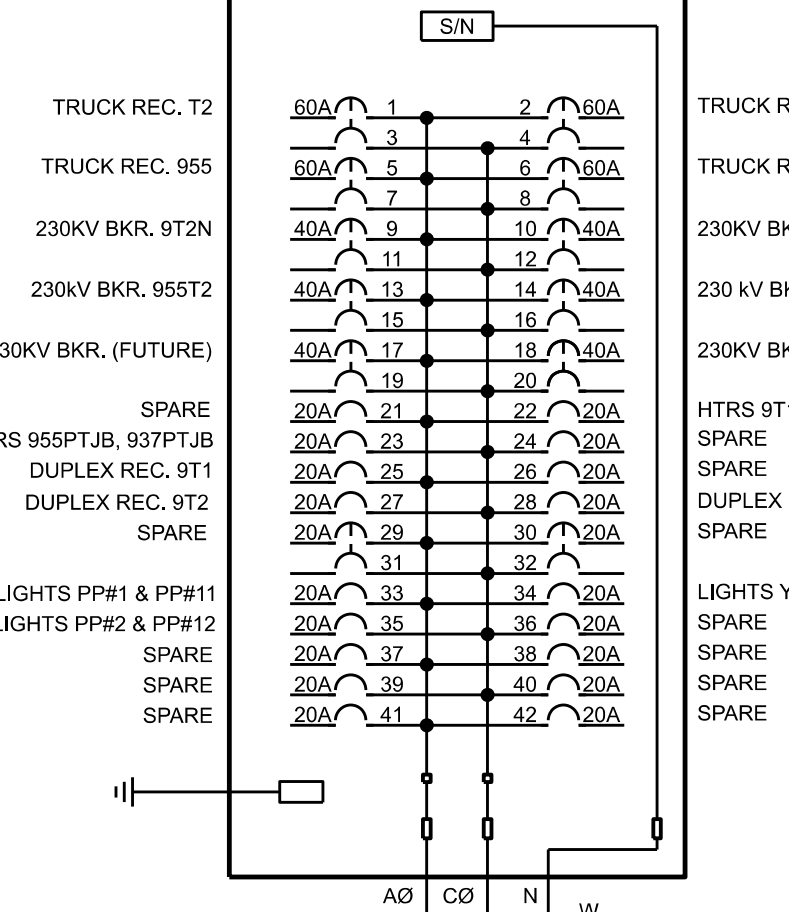 S/N
TRUCK REC. T2 60A 1 2 60A TRUCK R
3 4
TRUCK REC. 955 60A 5 6 60A TRUCK R
7 8
230KV BKR. 9T2N 40A 9 10 40A 230KV BK
11 12
230kV BKR. 955T2 40A 13 14 40A 230 kV BK
15 16
30KV BKR. (FUTURE) 40A 17 18 40A 230KV BK
19 20
SPARE 20A 21 22 20A HTRS 9T1
RS 955PTJB, 937PTJB 20A 23 24 20A SPARE
DUPLEX REC. 9T1 20A 25 26 20A SPARE
DUPLEX REC. 9T2 20A 27 28 20A DUPLEX
SPARE 20A 29 30 20A SPARE
31 32
LIGHTS PP#1 & PP#11 20A 33 34 20A LIGHTS Y
LIGHTS PP#2 & PP#12 20A 35 36 20A SPARE
SPARE 20A 37 38 20A SPARE
SPARE 20A 39 40 20A SPARE
SPARE 20A 41 42 20A SPARE
AØ CØ N
W